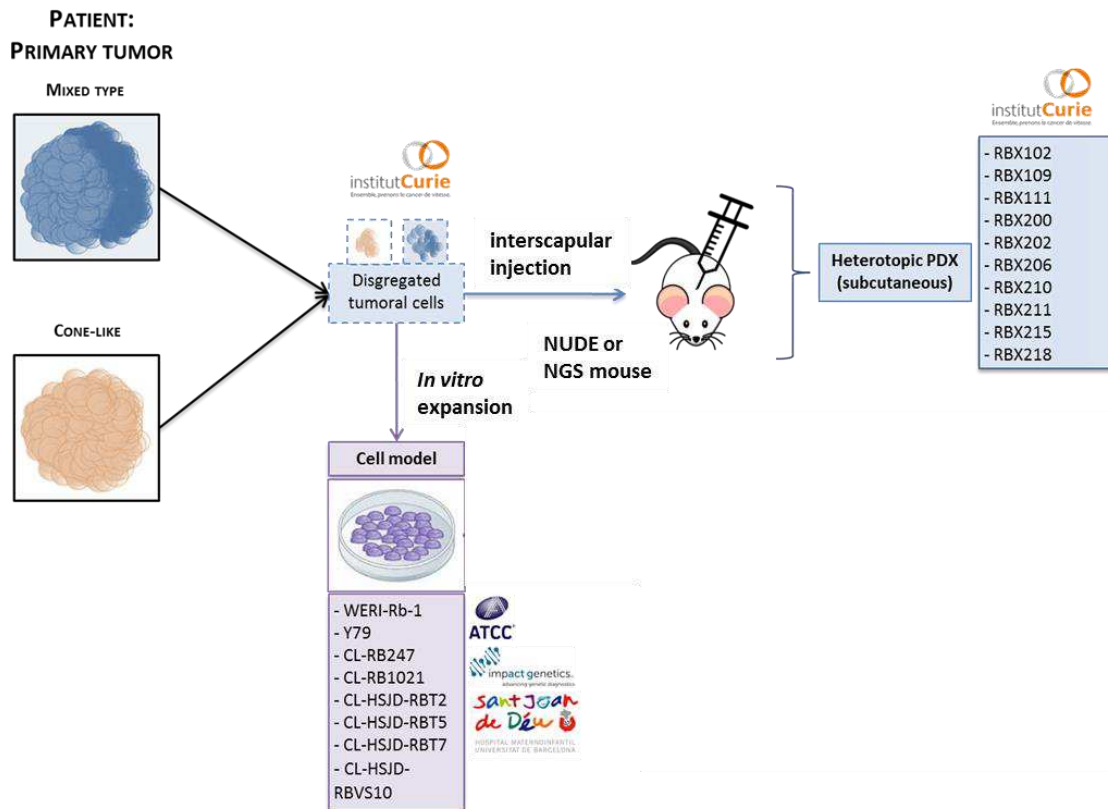 PATIENT:
PRIMARY TUMOR
MIXED TYPE
CONE-LIKE
institutCurie
Ensemble, prenons le cancer de vitesse.
Disgregated
tumoral cells
interscapular
injection
NUDE or
NGS mouse
In vitro
expansion
Heterotopic PDX
(subcutaneous)
institutCurie
Ensemble, prenons le cancer de vitesse.
- RBX102
- RBX109
- RBX111
- RBX200
- RBX202
- RBX206
- RBX210
- RBX211
- RBX215
- RBX218
Cell model
- WERI-Rb-1
- Y79
- CL-RB247
- CL-RB1021
- CL-HSJD-RBT2
- CL-HSJD-RBT5
- CL-HSJD-RBT7
- CL-HSJD-
RBVS10
ATCC®
impact genetics.
advancing genetic diagnostics
sant Joan
de Déu
HOSPITAL MATERNOINFANTIL
UNIVERSITAT DE BARCELONA